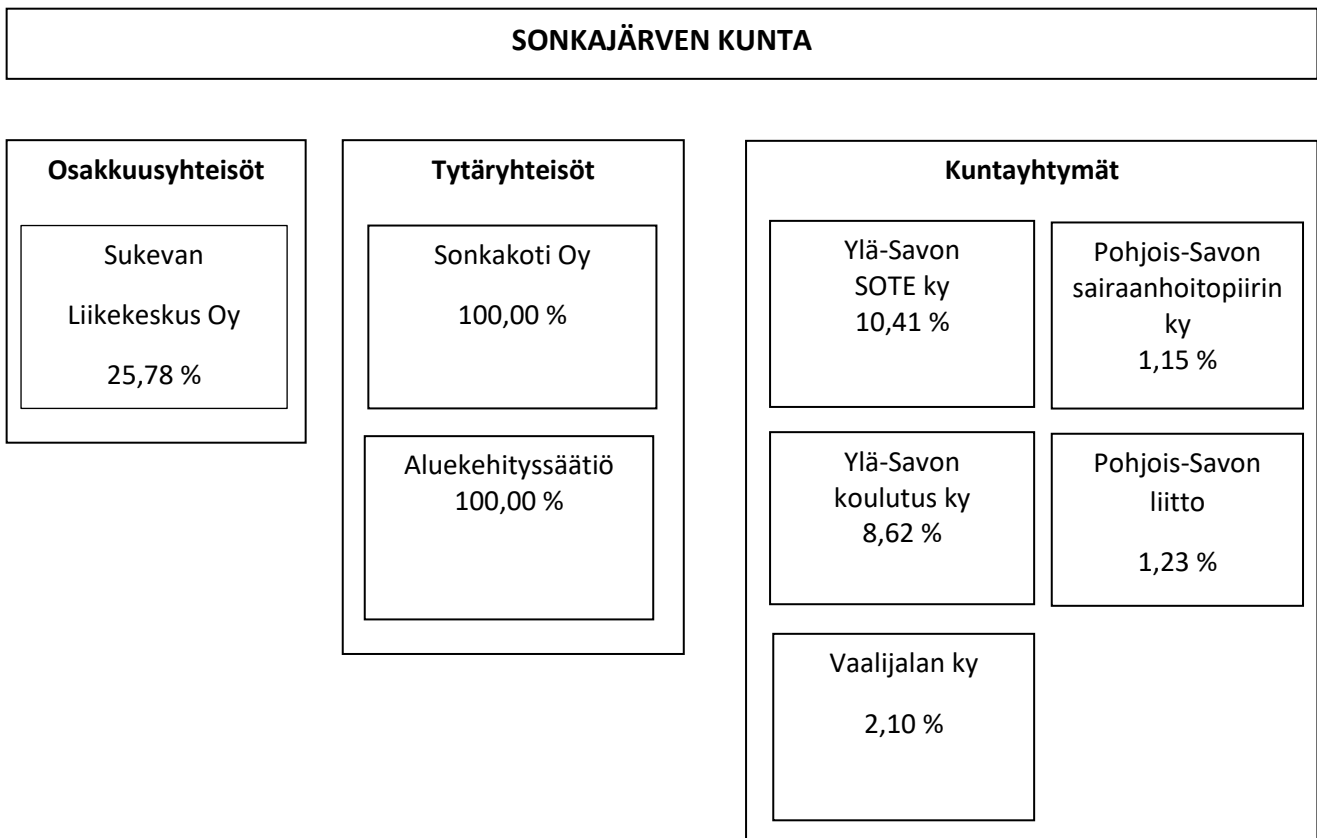 SONKAJÄRVEN KUNTA
Osakkuusyhteisöt
Sukevan
Liikekeskus Oy
25,78 %
Tytäryhteisöt
Sonkakoti Oy
100,00 %
Aluekehityssäätiö
100,00 %
Kuntayhtymät
Ylä-Savon
SOTE ky
10,41 %
Pohjois-Savon
sairaanhoitopiirin
ky
1,15 %
Ylä-Savon
koulutus ky
8,62 %
Pohjois-Savon
liitto
1,23 %
Vaalijalan ky
2,10 %